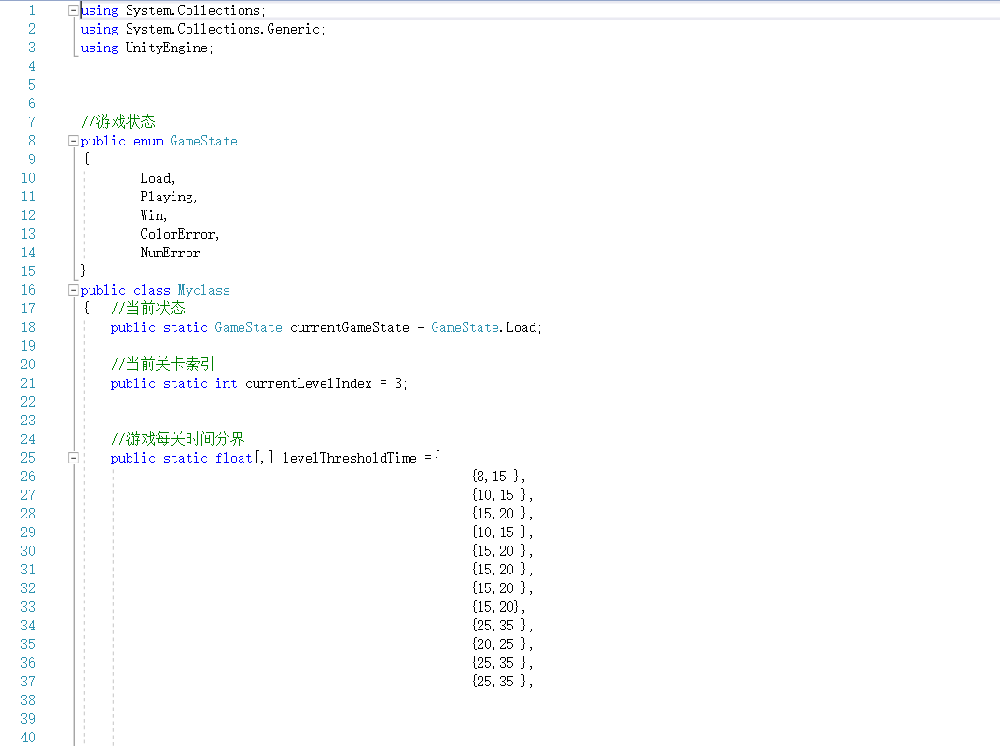 1 using System.Collections;
2 using System.Collections.Generic;
3 using UnityEngine;
4
5
6
7 //游戏状态
8 public enum GameState
9 {
10 Load,
11 Playing,
12 Win,
13 ColorError,
14 NumError
15 }
16 public class Myclass
17 { //当前状态
18 public static GameState currentGameState = GameState.Load;
19
20 //当前关卡索引
21 public static int currentLevelIndex = 3;
22
23
24 //游戏每关时间分界
25 public static float[,] levelThresholdTime ={
26 {8,15 },
27 {10,15 },
28 {15,20 },
29 {10,15 },
30 {15,20 },
31 {15,20 },
32 {15,20 },
33 {15,20},
34 {25,35 },
35 {20,25 },
36 {25,35 },
37 {25,35 },
38
39
40